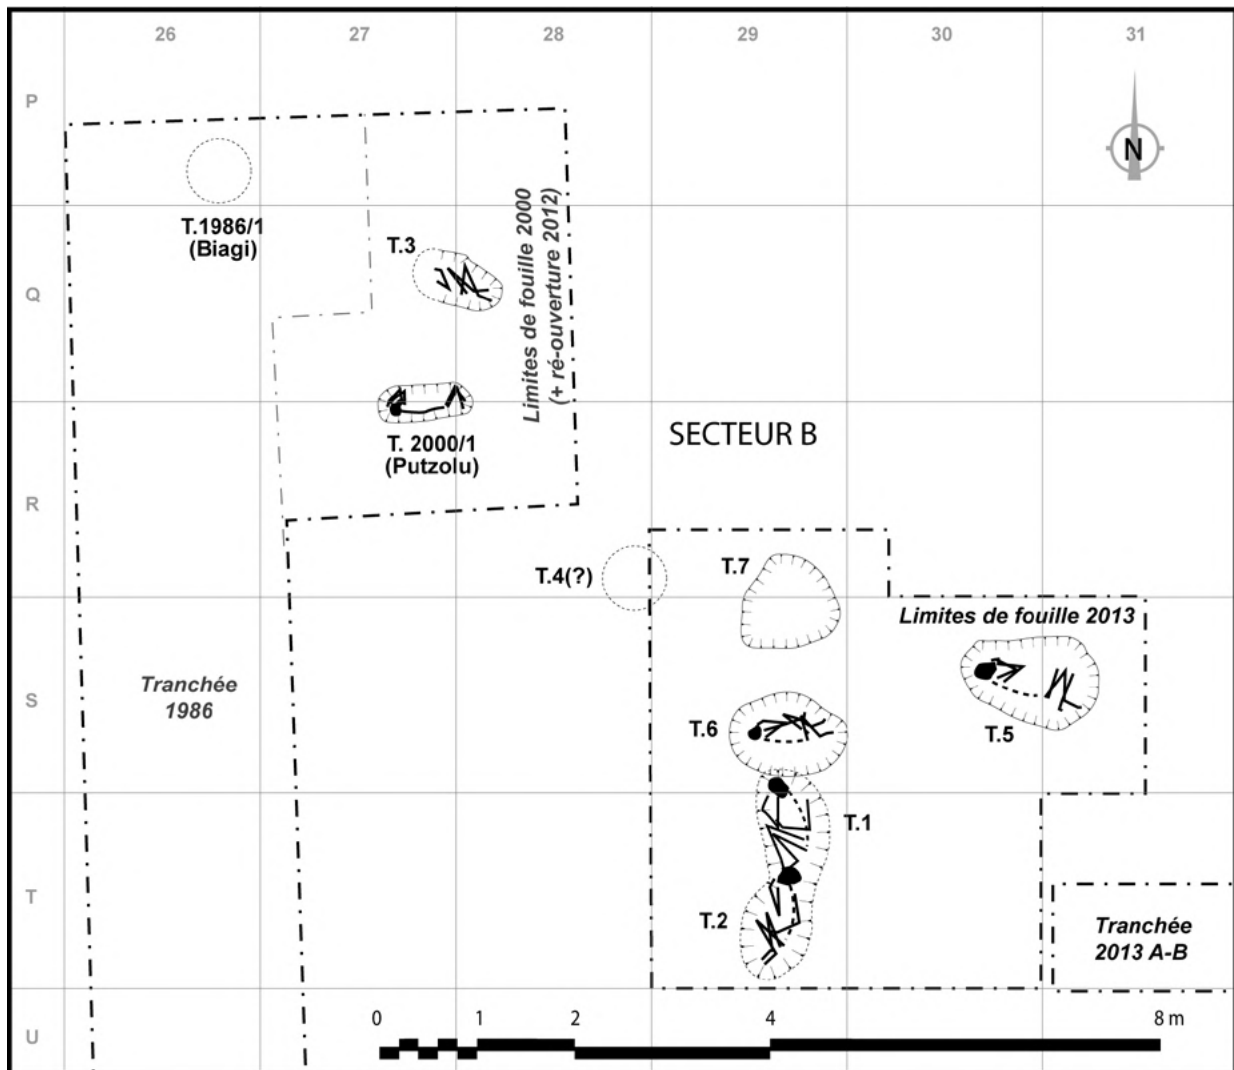 26 27 28 29 30 31
P
N
T.1986/1
(Biagi)
T.3
Limites de fouille 2000
(+ ré-ouverture 2012)
Q
T. 2000/1
(Putzolu)
SECTEUR B
R
T.4(?)
T.7
Limites de fouille 2013
Tranchée
1986
S
T.6
T.5
T.1
T
T.2
Tranchée
2013 A-B
U
0 1 2 4 8 m